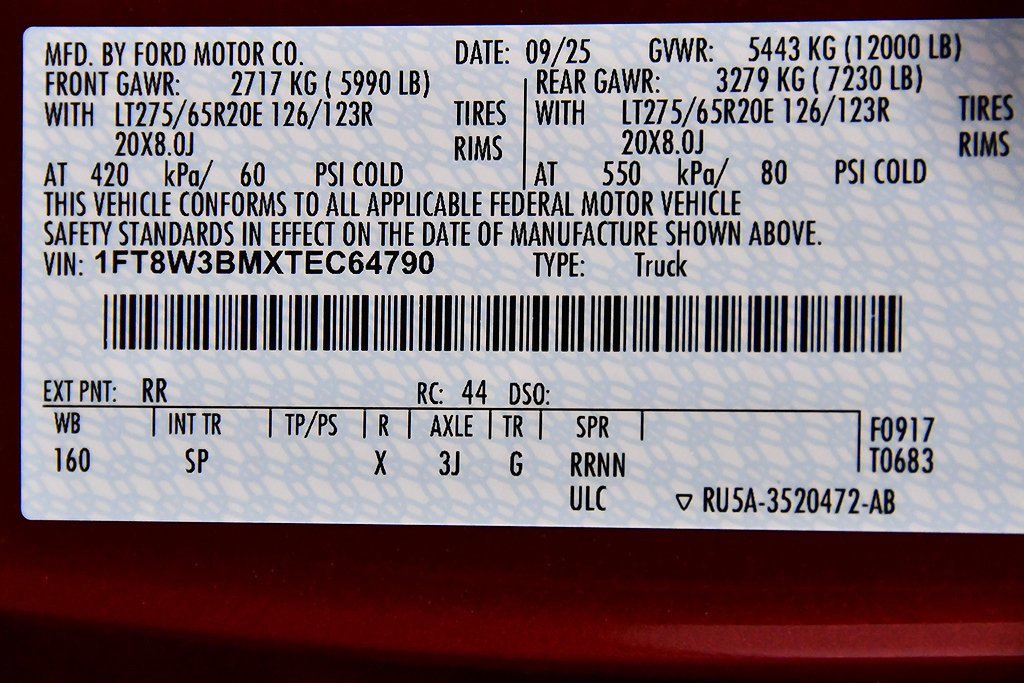 MFD. BY FORD MOTOR CO. DATE: 09/25 GVWR: 5443 KG (12000 LB)
FRONT GAWR: 2717 KG ( 5990 LB) REAR GAWR: 3279 KG ( 7230 LB)
WITH LT275/65R20E 126/123R TIRES WITH LT275/65R20E 126/123R TIRES
20X8.0J RIMS 20X8.0J RIMS
AT 420 kPa/ 60 PSI COLD AT 550 kPa/ 80 PSI COLD
THIS VEHICLE CONFORMS TO ALL APPLICABLE FEDERAL MOTOR VEHICLE
SAFETY STANDARDS IN EFFECT ON THE DATE OF MANUFACTURE SHOWN ABOVE.
VIN: 1FT8W3BMXTEC64790 TYPE: Truck
EXT PNT: RR RC: 44 DSO:
WB INT TR TP/PS R AXLE TR SPR F0917
160 SP X 3J G RRNN T0683
ULC ▽ RU5A-3520472-AB